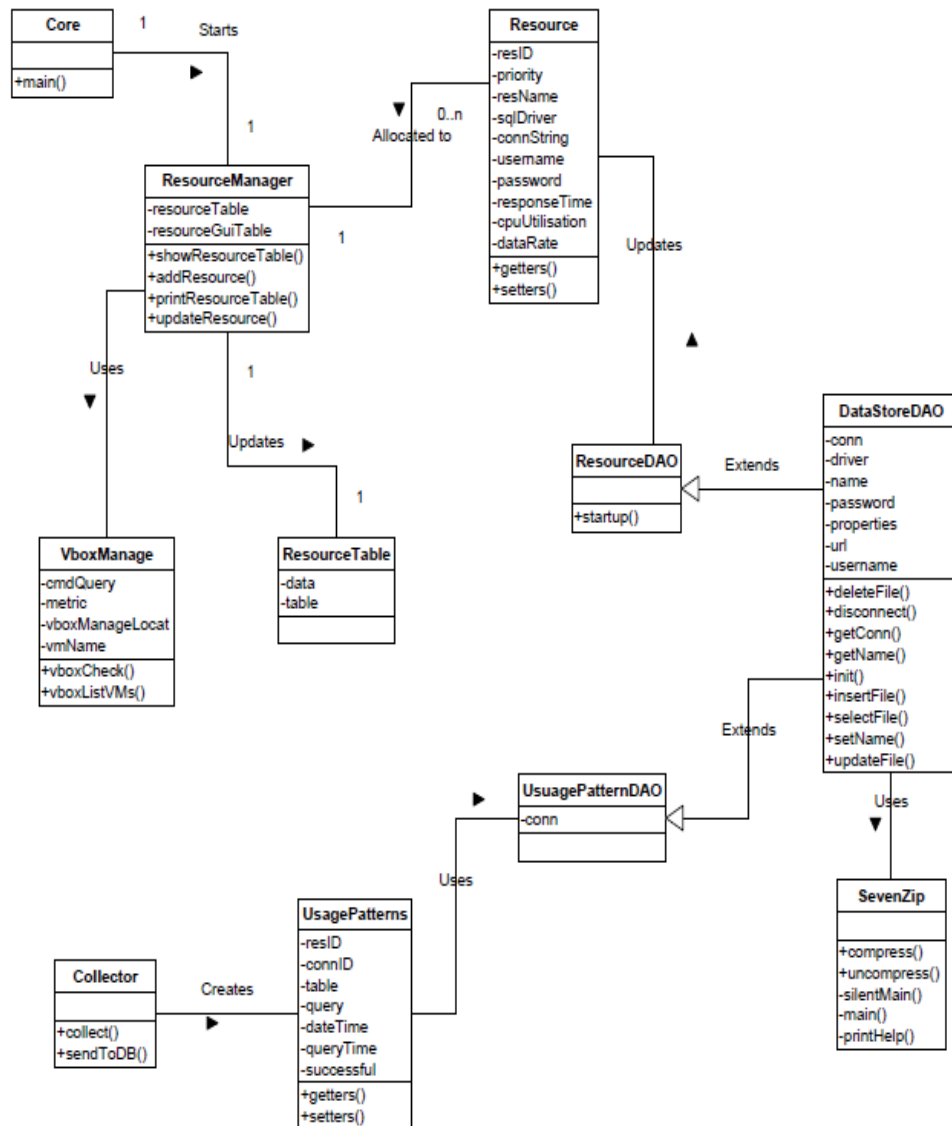 Core
+main()
1
Starts
1
Resource
-resID
-priority
-resName
-sqlDriver
-connString
-username
-password
-responseTime
-cpuUtilisation
-dataRate
+getters()
+setters()
0..n
Allocated to
1
ResourceManager
-resourceTable
-resourceGuiTable
+showResourceTable()
+addResource()
+printResourceTable()
+updateResource()
Uses
1
Updates
1
Updates
VboxManage
-cmdQuery
-metric
-vboxManageLocat
-vmName
+vboxCheck()
+vboxListVMs()
ResourceTable
-data
-table
ResourceDAO
+startup()
Extends
DataStoreDAO
-conn
-driver
-name
-password
-properties
-url
-username
+deleteFile()
+disconnect()
+getConn()
+getName()
+init()
+insertFile()
+selectFile()
+setName()
+updateFile()
Extends
Uses
UsuagePatternDAO
-conn
Uses
SevenZip
+compress()
+uncompress()
-silentMain()
-main()
-printHelp()
UsagePatterns
-resID
-connID
-table
-query
-dateTime
-queryTime
-successful
+getters()
+setters()
Creates
Collector
+collect()
+sendToDB()